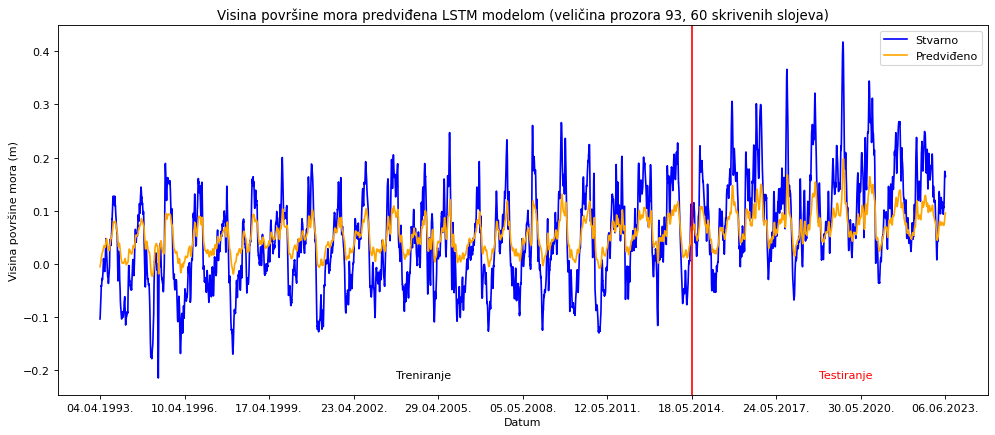 Visina površine mora predviđena LSTM modelom (veličina prozora 93, 60 skrivenih slojeva)
Stvarno
Predviđeno
0.4
0.3
0.2
0.1
0.0
−0.1
−0.2
Visina površine mora (m)
Treniranje
Testiranje
04.04.1993. 10.04.1996. 17.04.1999. 23.04.2002. 29.04.2005. 05.05.2008. 12.05.2011. 18.05.2014. 24.05.2017. 30.05.2020. 06.06.2023.
Datum